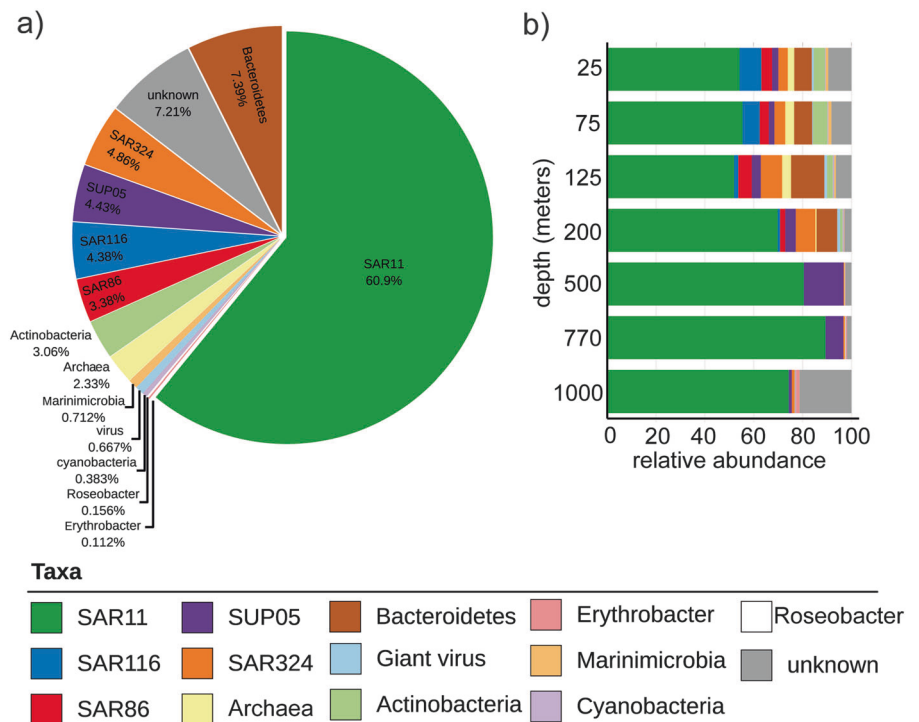 a)
Bacteroidetes
7.39%
unknown
7.21%
SAR324
4.86%
SUP05
4.43%
SAR116
4.38%
SAR86
3.38%
Actinobacteria
3.06%
Archaea
2.33%
Marinimicrobia
0.712%
virus
0.667%
cyanobacteria
0.383%
Roseobacter
0.156%
Erythrobacter
0.112%
SAR11
60.9%
b)
depth (meters)
25
75
125
200
500
770
1000
0 20 40 60 80 100
relative abundance
Taxa
SAR11 SUP05 Bacteroidetes Erythrobacter Roseobacter
SAR116 SAR324 Giant virus Marinimicrobia unknown
SAR86 Archaea Actinobacteria Cyanobacteria